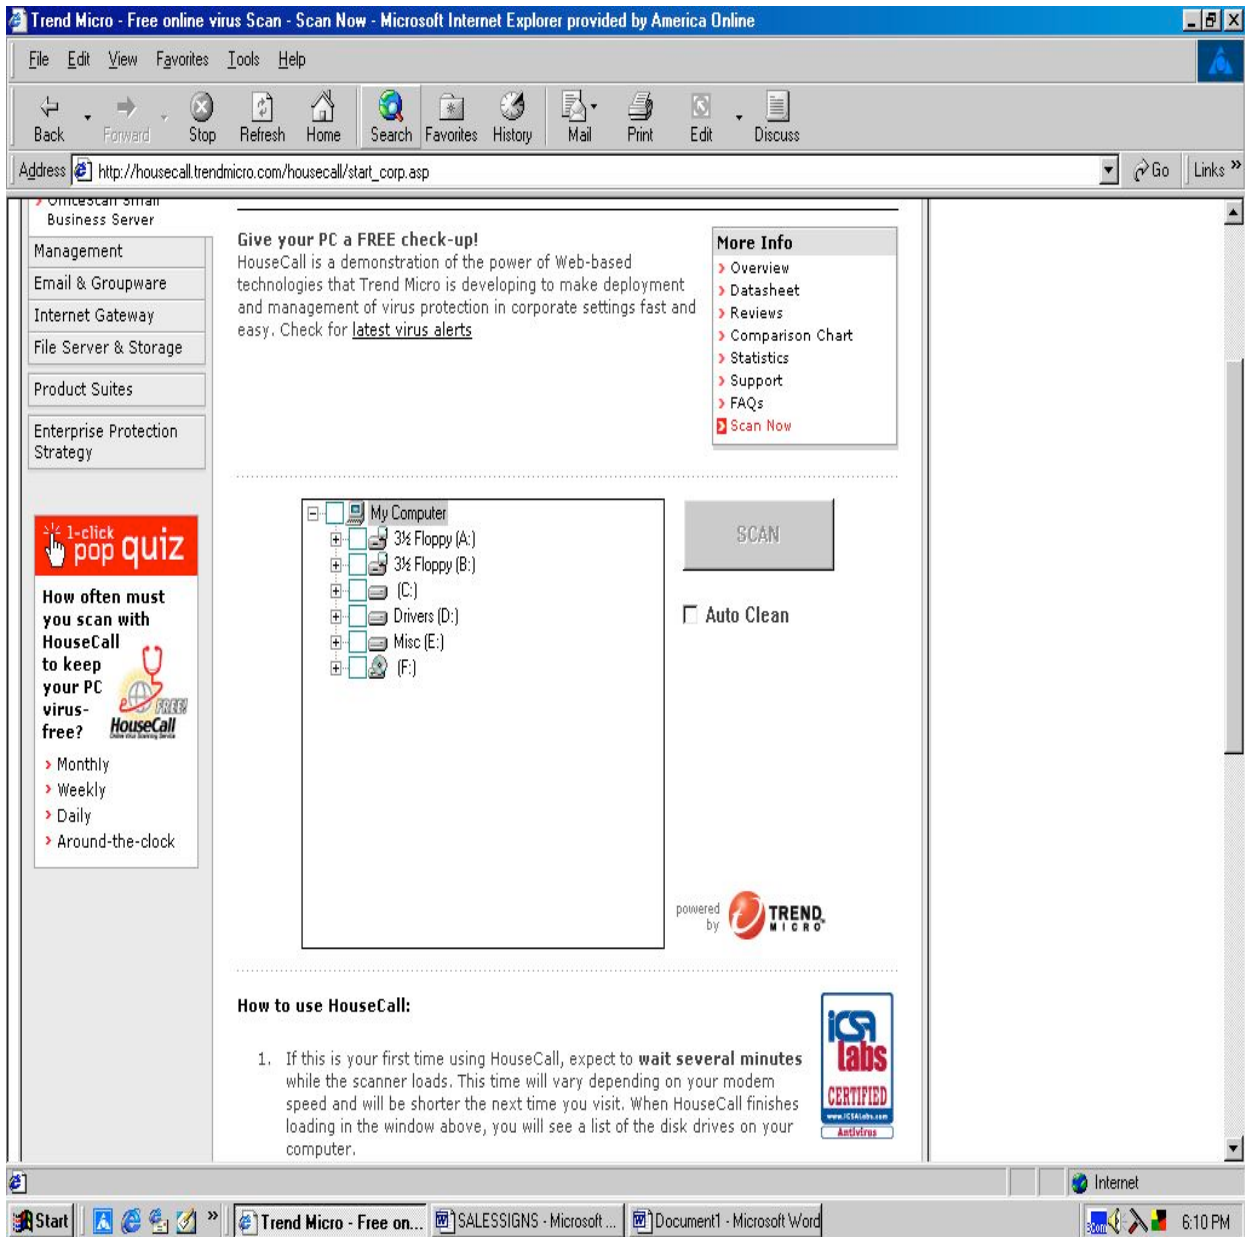 Trend Micro - Free online virus Scan - Scan Now - Microsoft Internet Explorer provided by America Online
File Edit View Favorites Tools Help
Back Forward Stop Refresh Home Search Favorites History Mail Print Edit Discuss
Address http://housecall.trendmicro.com/housecall/start_corp.asp Go Links »
OfficeScan Small
Business Server
Management
Email & Groupware
Internet Gateway
File Server & Storage
Product Suites
Enterprise Protection
Strategy
1-click
pop quiz
How often must
you scan with
HouseCall
to keep
your PC
virus-
free?
FREE!
HouseCall
Monthly
Weekly
Daily
Around-the-clock
Give your PC a FREE check-up!
HouseCall is a demonstration of the power of Web-based
technologies that Trend Micro is developing to make deployment
and management of virus protection in corporate settings fast and
easy. Check for latest virus alerts
More Info
Overview
Datasheet
Reviews
Comparison Chart
Statistics
Support
FAQs
Scan Now
My Computer
3½ Floppy (A:)
3½ Floppy (B:)
(C:)
Drivers (D:)
Misc (E:)
(F:)
SCAN
Auto Clean
powered
by
TREND
MICRO
How to use HouseCall:
1. If this is your first time using HouseCall, expect to wait several minutes
while the scanner loads. This time will vary depending on your modem
speed and will be shorter the next time you visit. When HouseCall finishes
loading in the window above, you will see a list of the disk drives on your
computer.
iCSA
labs
CERTIFIED
www.ICSALabs.com
Antivirus
Internet
Start » Trend Micro - Free on... SALESSIGNS - Microsoft ... Document1 - Microsoft Word 3Com 6:10 PM